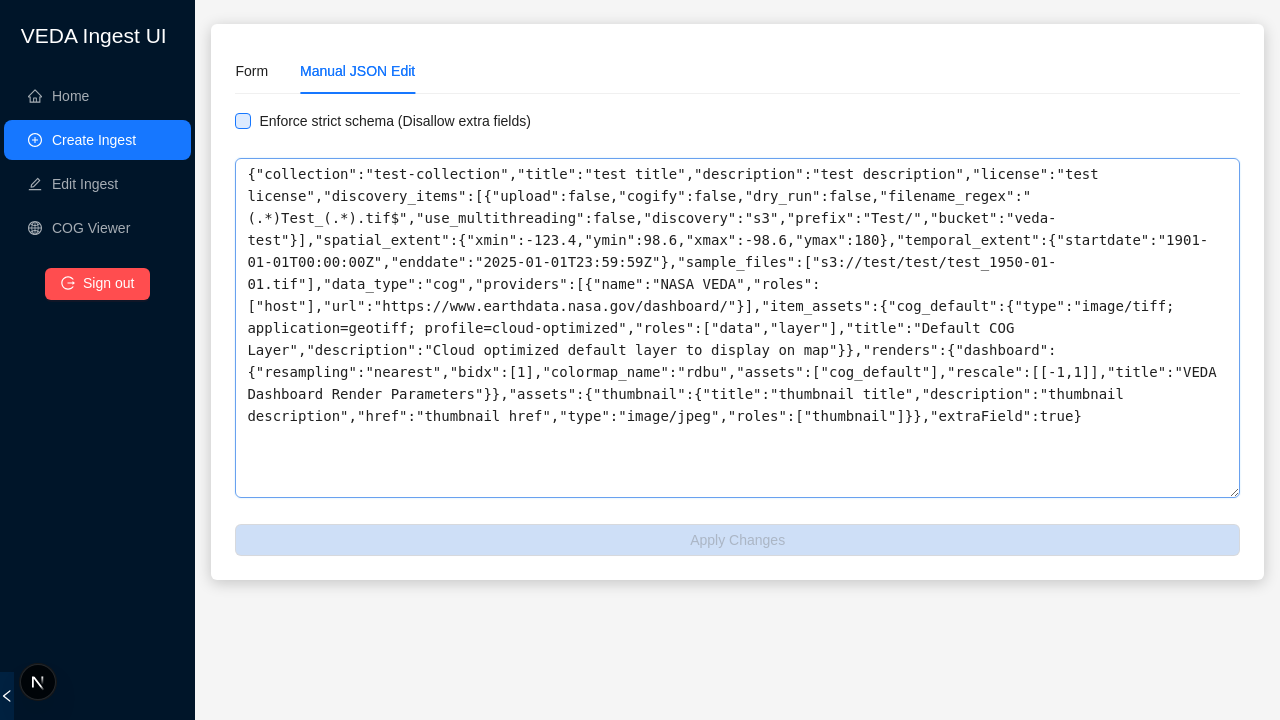 VEDA Ingest UI
Home
Create Ingest
Edit Ingest
COG Viewer
Sign out
Form
Manual JSON Edit
Enforce strict schema (Disallow extra fields)
{"collection":"test-collection","title":"test title","description":"test description","license":"test
license","discovery_items":[{"upload":false,"cogify":false,"dry_run":false,"filename_regex":"
(.*)Test_(.*).tif$","use_multithreading":false,"discovery":"s3","prefix":"Test/","bucket":"veda-
test"}],"spatial_extent":{"xmin":-123.4,"ymin":98.6,"xmax":-98.6,"ymax":180},"temporal_extent":{"startdate":"1901-
01-01T00:00:00Z","enddate":"2025-01-01T23:59:59Z"},"sample_files":["s3://test/test/test_1950-01-
01.tif"],"data_type":"cog","providers":[{"name":"NASA VEDA","roles":
["host"],"url":"https://www.earthdata.nasa.gov/dashboard/"}],"item_assets":{"cog_default":{"type":"image/tiff;
application=geotiff; profile=cloud-optimized","roles":["data","layer"],"title":"Default COG
Layer","description":"Cloud optimized default layer to display on map"}},"renders":{"dashboard":
{"resampling":"nearest","bidx":[1],"colormap_name":"rdbu","assets":["cog_default"],"rescale":[[-1,1]],"title":"VEDA
Dashboard Render Parameters"}},"assets":{"thumbnail":{"title":"thumbnail title","description":"thumbnail
description","href":"thumbnail href","type":"image/jpeg","roles":["thumbnail"]}},"extraField":true}
Apply Changes
N